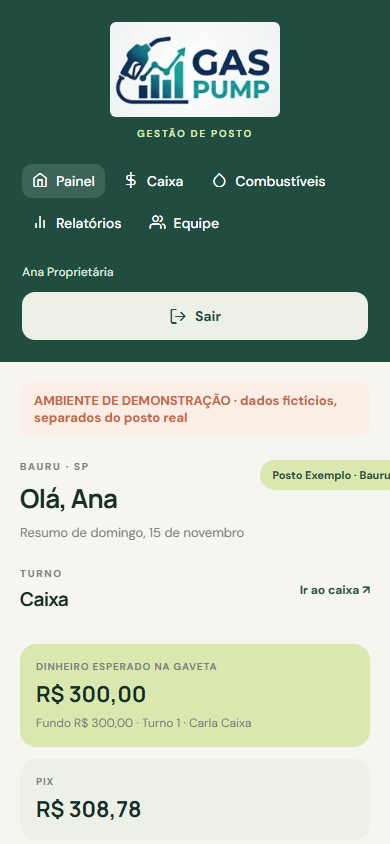 GAS
PUMP
GESTÃO DE POSTO
Painel
Caixa
Combustíveis
Relatórios
Equipe
Ana Proprietária
Sair
AMBIENTE DE DEMONSTRAÇÃO · dados fictícios,
separados do posto real
BAURU · SP
Posto Exemplo · Bauru
Olá, Ana
Resumo de domingo, 15 de novembro
TURNO
Caixa
Ir ao caixa ↗
DINHEIRO ESPERADO NA GAVETA
R$ 300,00
Fundo R$ 300,00 · Turno 1 · Carla Caixa
PIX
R$ 308,78